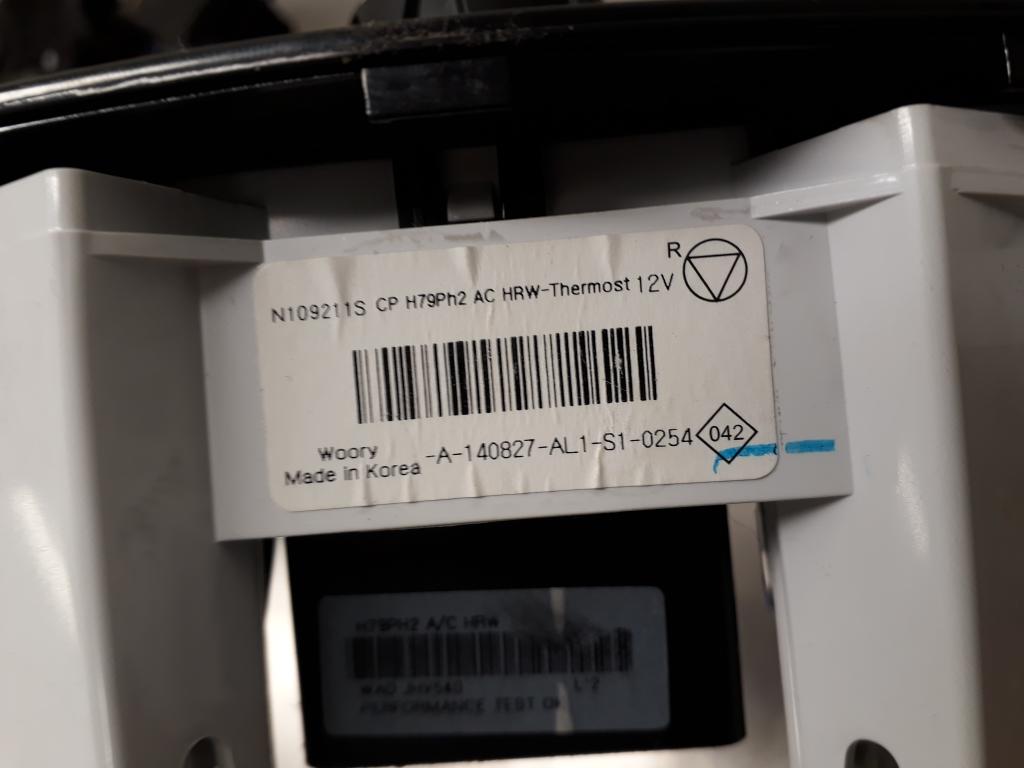 R
N109211S CP H79Ph2 AC HRW-Thermost 12V
Woory
Made in Korea
-A-140827-AL1-S1-0254
042
H79PH2 A/C HRW
PERFORMANCE TEST OK